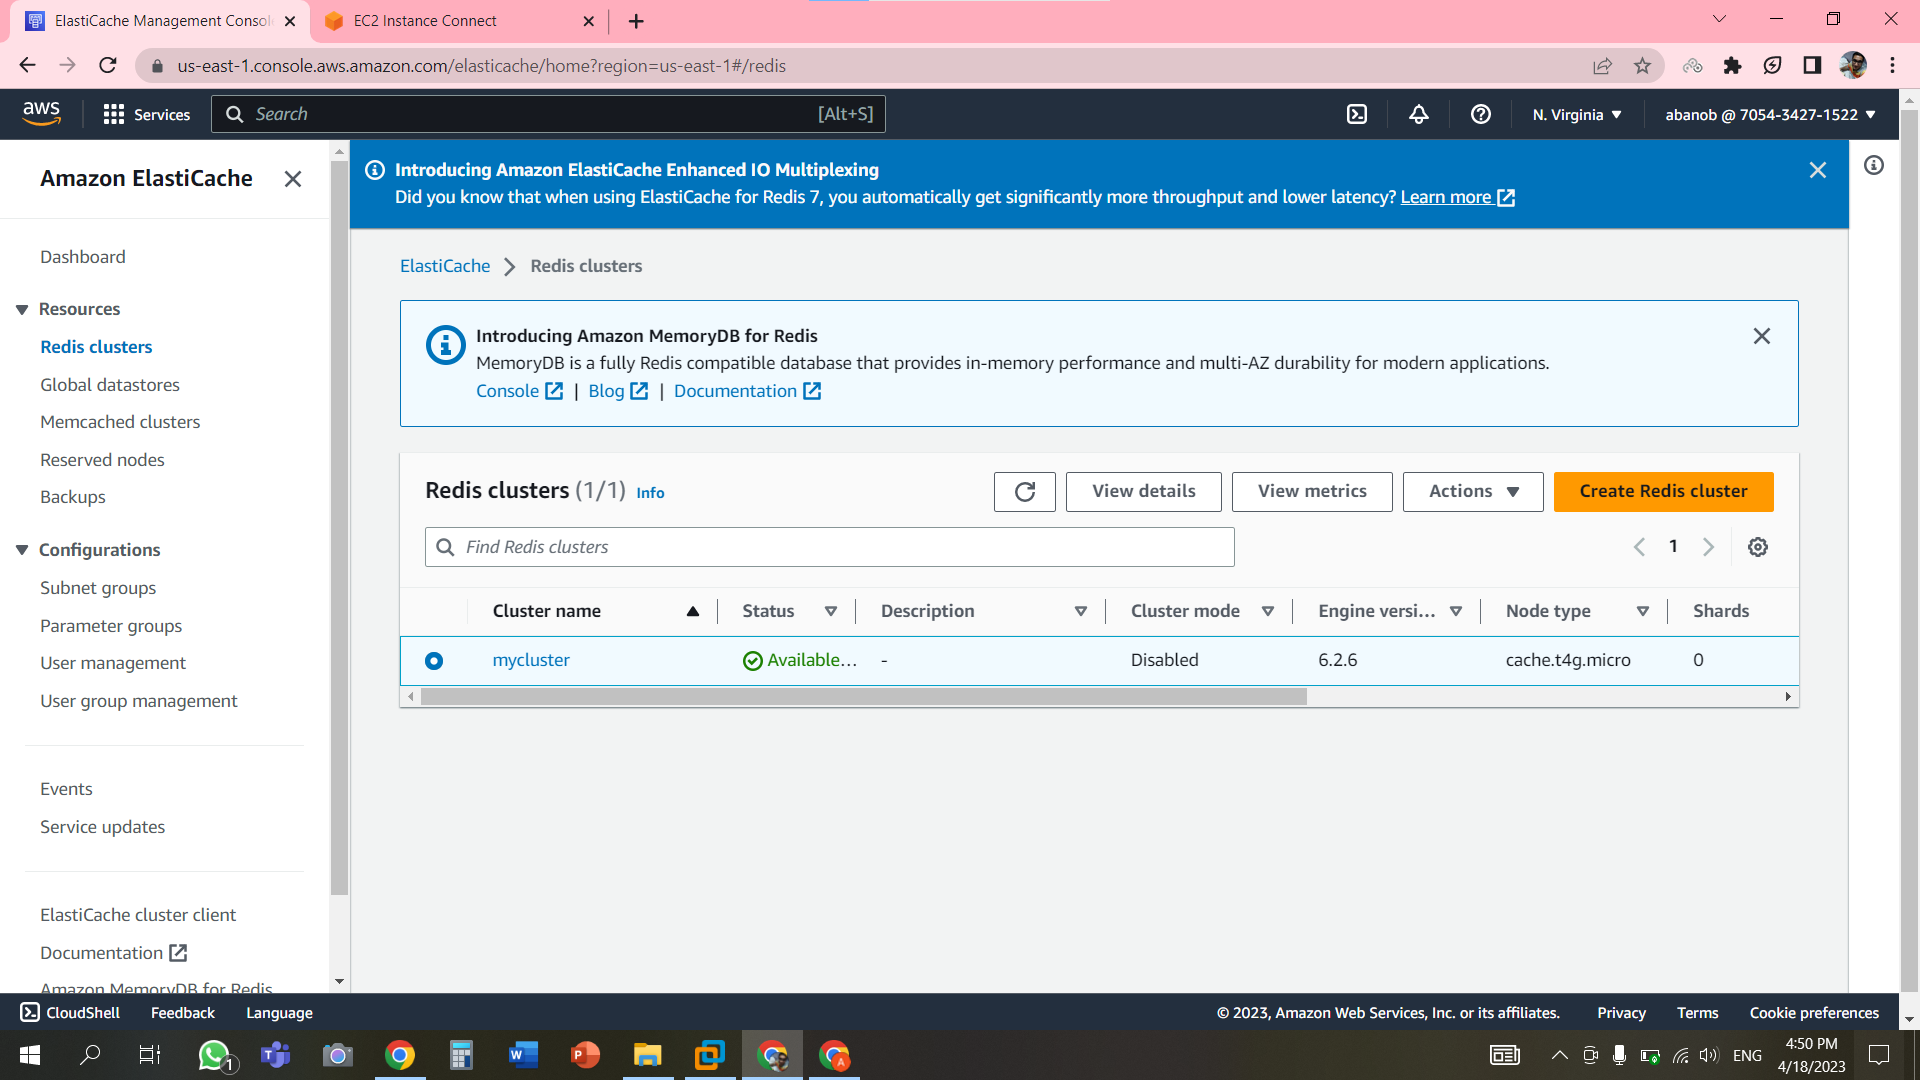 ElastiCache Management Conso
EC2 Instance Connect
us-east-1.console.aws.amazon.com/elasticache/home?region=us-east-1#/redis
aws
Services
Search
[Alt+S]
N. Virginia
abanob @ 7054-3427-1522
Amazon ElastiCache
Dashboard
Resources
Redis clusters
Global datastores
Memcached clusters
Reserved nodes
Backups
Configurations
Subnet groups
Parameter groups
User management
User group management
Events
Service updates
ElastiCache cluster client
Documentation
Amazon MemoryDB for Redis
Introducing Amazon ElastiCache Enhanced IO Multiplexing
Did you know that when using ElastiCache for Redis 7, you automatically get significantly more throughput and lower latency? Learn more
ElastiCache > Redis clusters
Introducing Amazon MemoryDB for Redis
MemoryDB is a fully Redis compatible database that provides in-memory performance and multi-AZ durability for modern applications.
Console | Blog | Documentation
Redis clusters (1/1) Info
View details
View metrics
Actions
Create Redis cluster
Find Redis clusters
1
Cluster name Status Description Cluster mode Engine versi... Node type Shards
mycluster Available... - Disabled 6.2.6 cache.t4g.micro 0
CloudShell Feedback Language
© 2023, Amazon Web Services, Inc. or its affiliates. Privacy Terms Cookie preferences
1
ENG
4:50 PM
4/18/2023